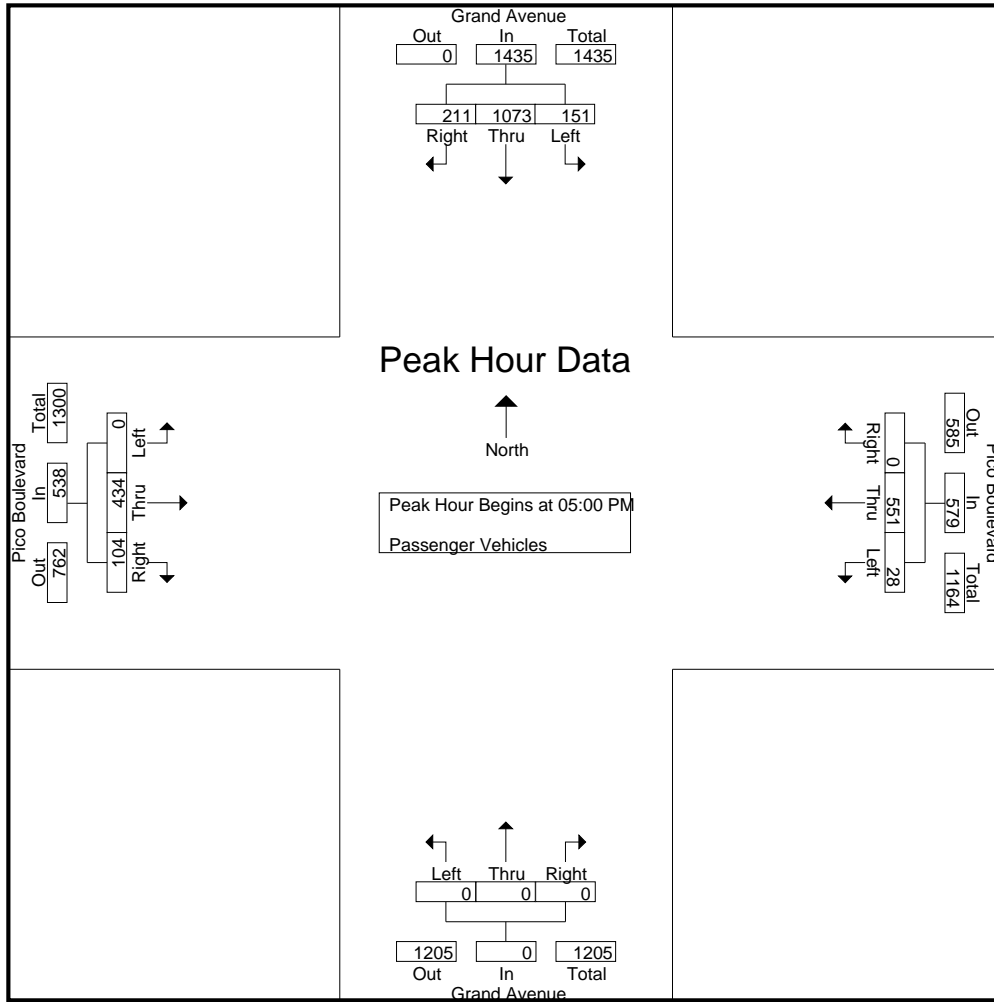 Grand Avenue
Out In Total
0 1435 1435
211 1073 151
Right Thru Left
Peak Hour Data
North
Peak Hour Begins at 05:00 PM
Passenger Vehicles
Pico Boulevard
Total In Out
1300 538 762
0 434 104
Left Thru Right
Right Thru Left
0 551 28
585 579 1164
Out In Total
Pico Boulevard
Left Thru Right
0 0 0
1205 0 1205
Out In Total
Grand Avenue